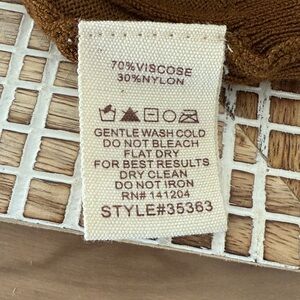 70%VISCOSE
30%NYLON
GENTLE WASH COLD
DO NOT BLEACH
FLAT DRY
FOR BEST RESULTS
DRY CLEAN
DO NOT IRON
RN# 141204
STYLE#35363